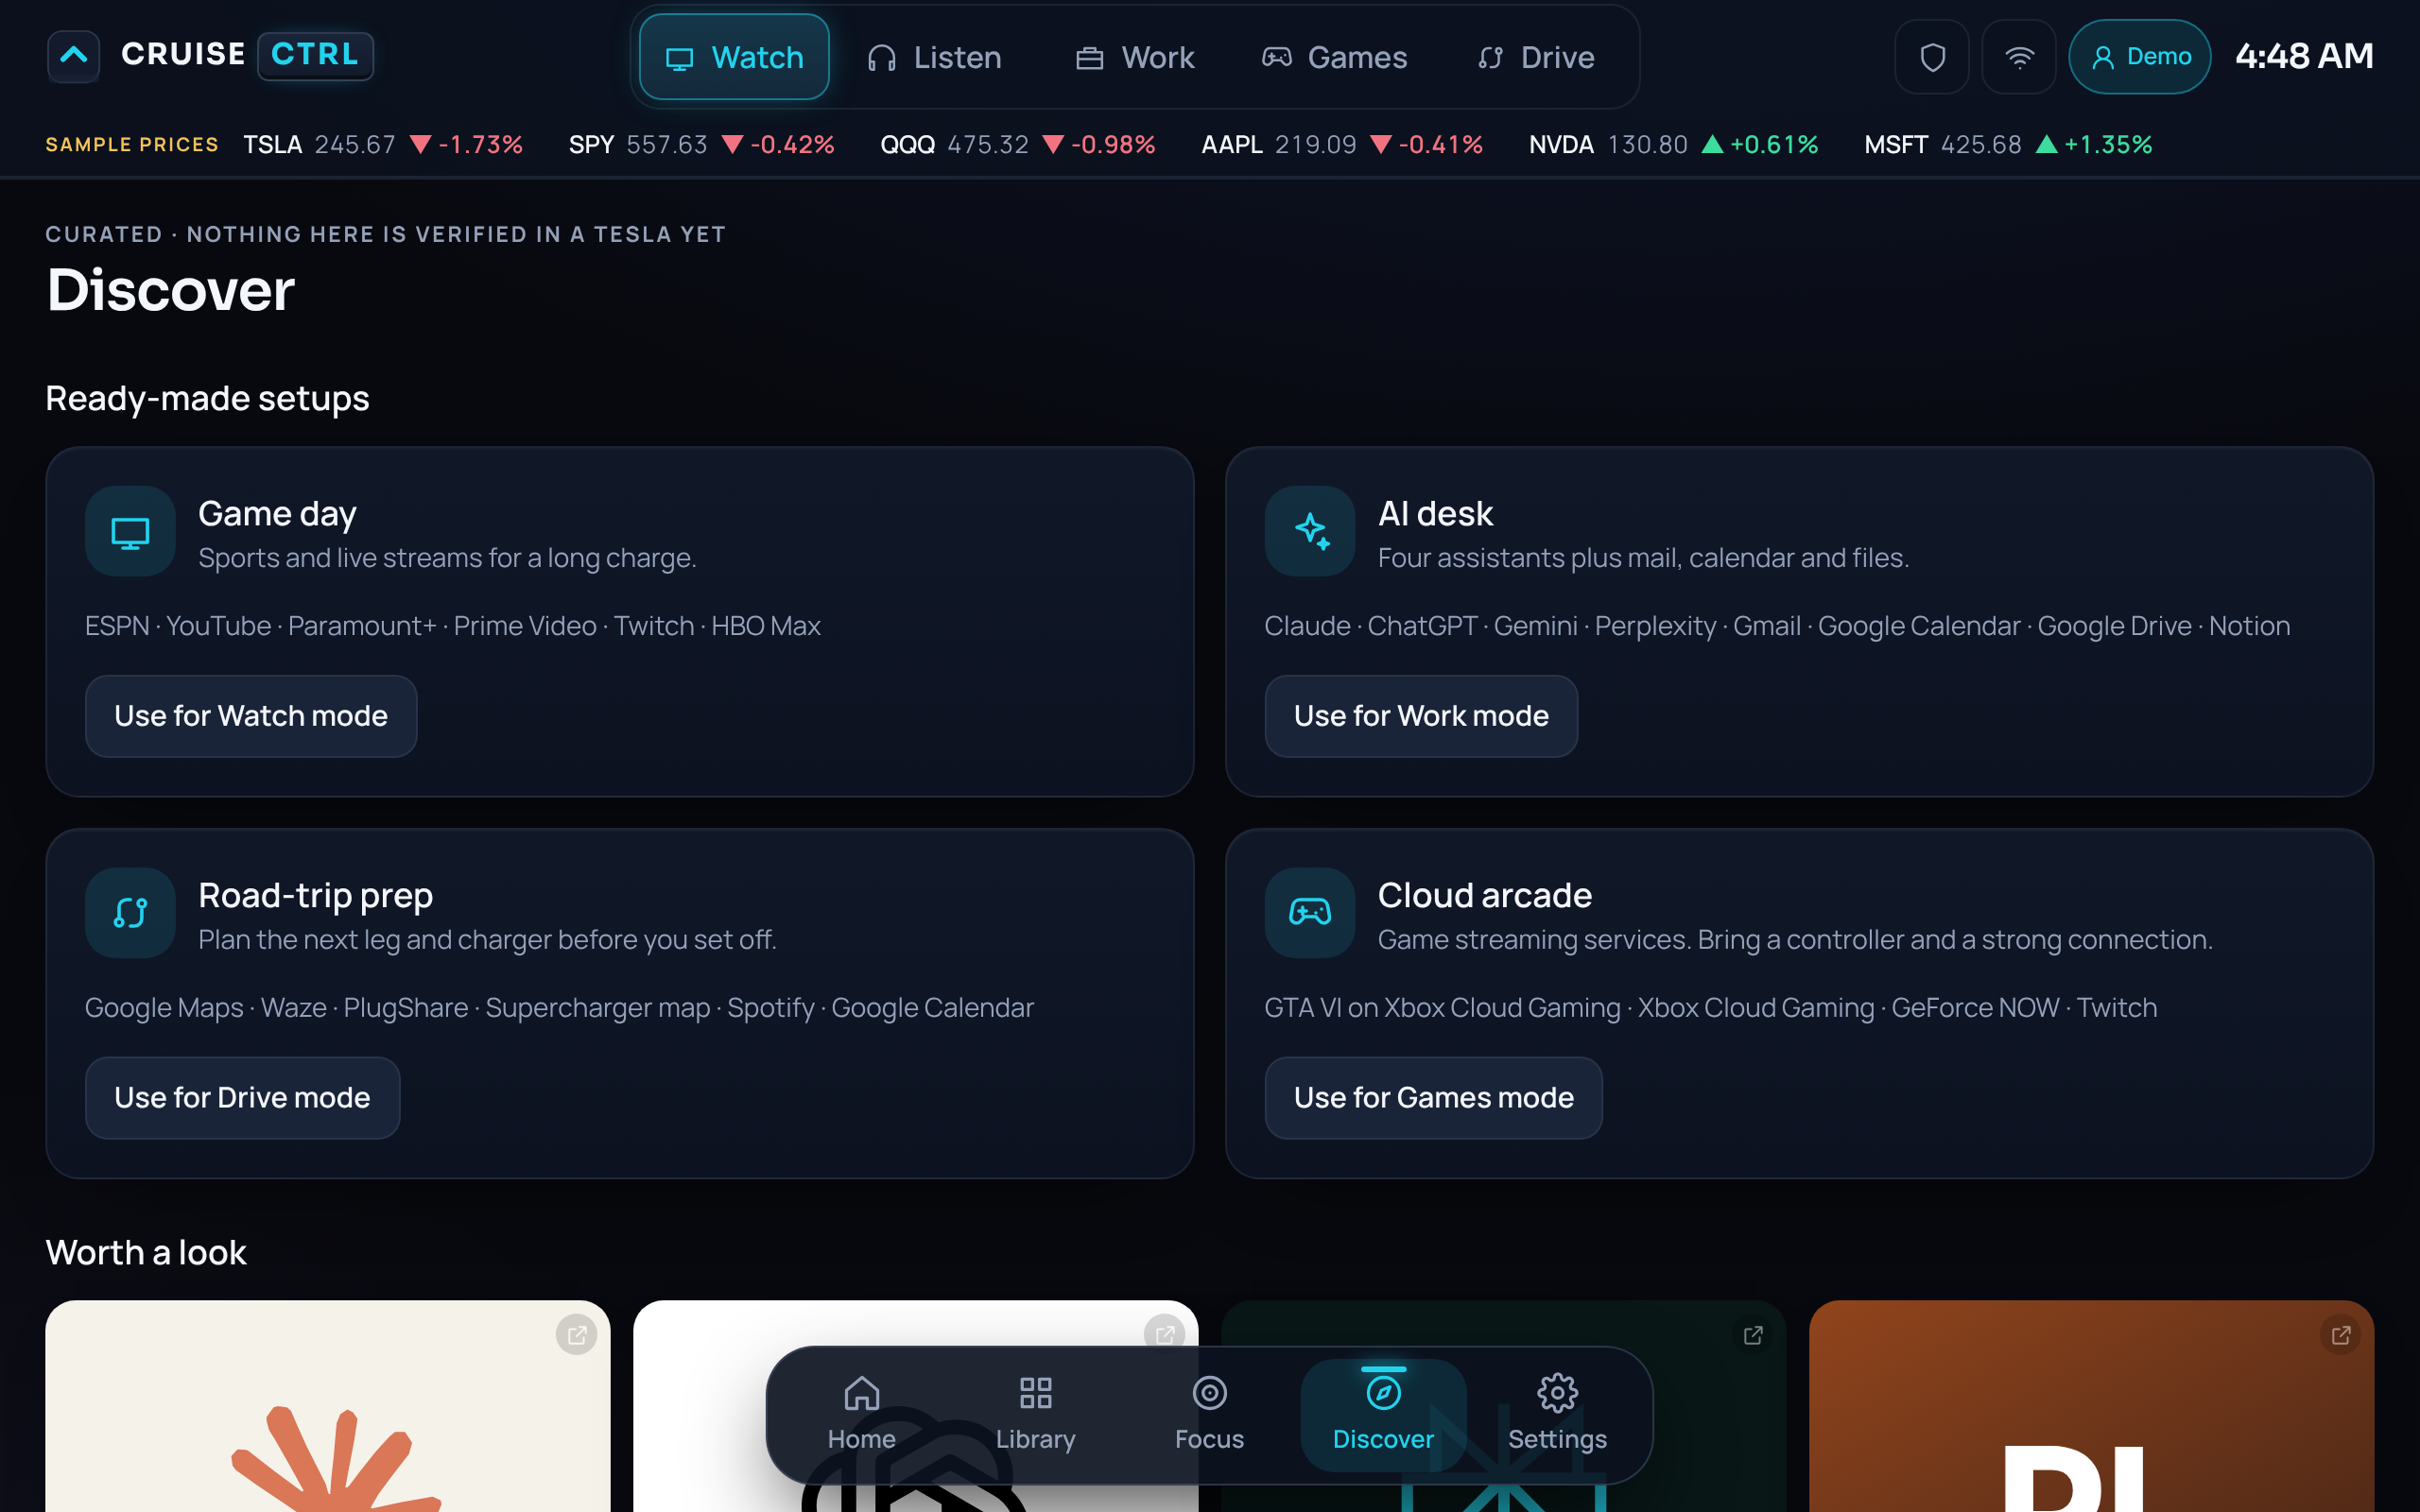 CRUISE CTRL
Watch
Listen
Work
Games
Drive
Demo
4:48 AM
SAMPLE PRICES TSLA 245.67 ▼ -1.73% SPY 557.63 ▼ -0.42% QQQ 475.32 ▼ -0.98% AAPL 219.09 ▼ -0.41% NVDA 130.80 ▲ +0.61% MSFT 425.68 ▲ +1.35%
CURATED · NOTHING HERE IS VERIFIED IN A TESLA YET
Discover
Ready-made setups
Game day
Sports and live streams for a long charge.
ESPN · YouTube · Paramount+ · Prime Video · Twitch · HBO Max
Use for Watch mode
AI desk
Four assistants plus mail, calendar and files.
Claude · ChatGPT · Gemini · Perplexity · Gmail · Google Calendar · Google Drive · Notion
Use for Work mode
Road-trip prep
Plan the next leg and charger before you set off.
Google Maps · Waze · PlugShare · Supercharger map · Spotify · Google Calendar
Use for Drive mode
Cloud arcade
Game streaming services. Bring a controller and a strong connection.
GTA VI on Xbox Cloud Gaming · Xbox Cloud Gaming · GeForce NOW · Twitch
Use for Games mode
Worth a look
Home
Library
Focus
Discover
Settings